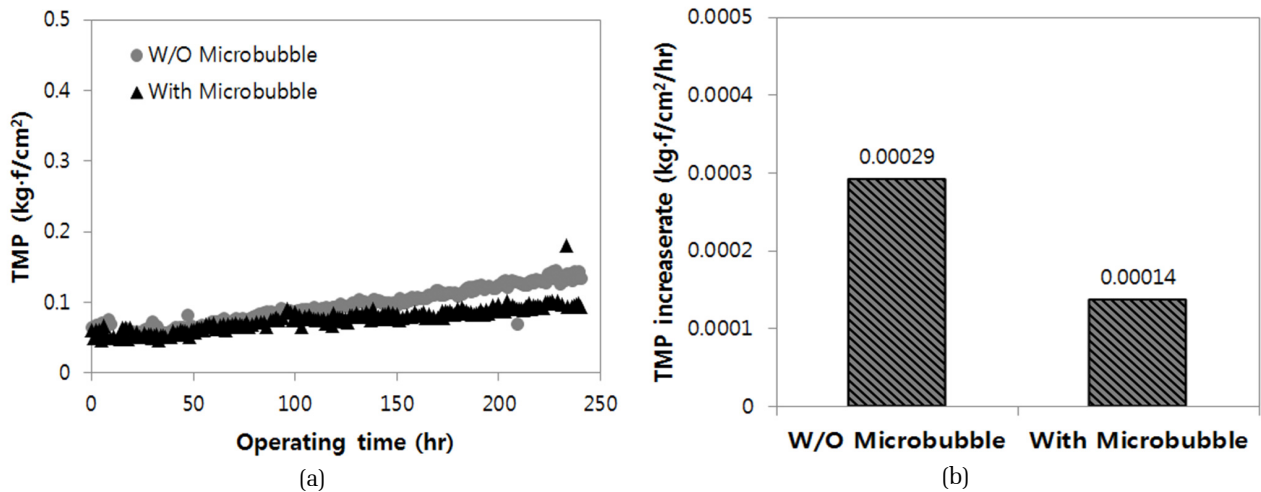 0.5
0.4
0.3
0.2
0.1
0
TMP (kg·f/cm²)
W/O Microbubble
With Microbubble
0 50 100 150 200 250
Operating time (hr)
(a)
0.0005
0.0004
0.0003
0.0002
0.0001
0
TMP increaserate (kg·f/cm²/hr)
0.00029
0.00014
W/O Microbubble With Microbubble
(b)